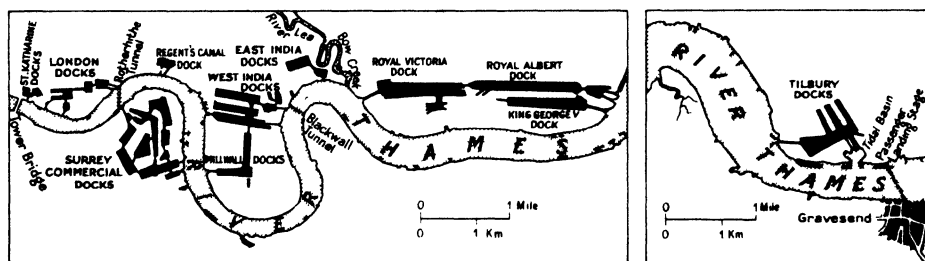 ST. KATHARINE
DOCKS
LONDON
DOCKS
Rotherhithe
Tunnel
REGENT'S CANAL
DOCK
EAST INDIA
DOCKS
River Lea
Bow
Creek
WEST INDIA
DOCKS
ROYAL VICTORIA
DOCK
ROYAL ALBERT
DOCK
KING GEORGE V
DOCK
Tower Bridge
SURREY
COMMERCIAL DOCKS
MILLWALL DOCKS
Blackwall
Tunnel
RIVER
THAMES
0 1 Mile
0 1 Km
RIVER
THAMES
TILBURY
DOCKS
Tidal Basin
Passenger
Landing Stage
Gravesend
0 1 Mile
0 1 Km